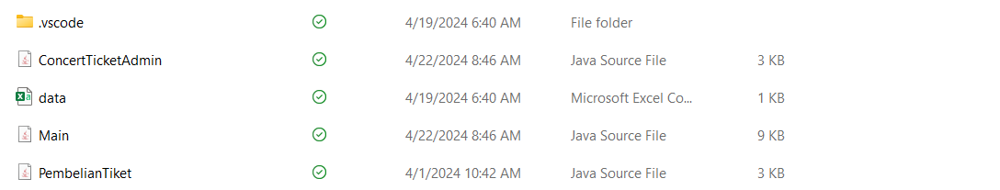 .vscode 4/19/2024 6:40 AM File folder
ConcertTicketAdmin 4/22/2024 8:46 AM Java Source File 3 KB
data 4/19/2024 6:40 AM Microsoft Excel Co... 1 KB
Main 4/22/2024 8:46 AM Java Source File 9 KB
PembelianTiket 4/1/2024 10:42 AM Java Source File 3 KB